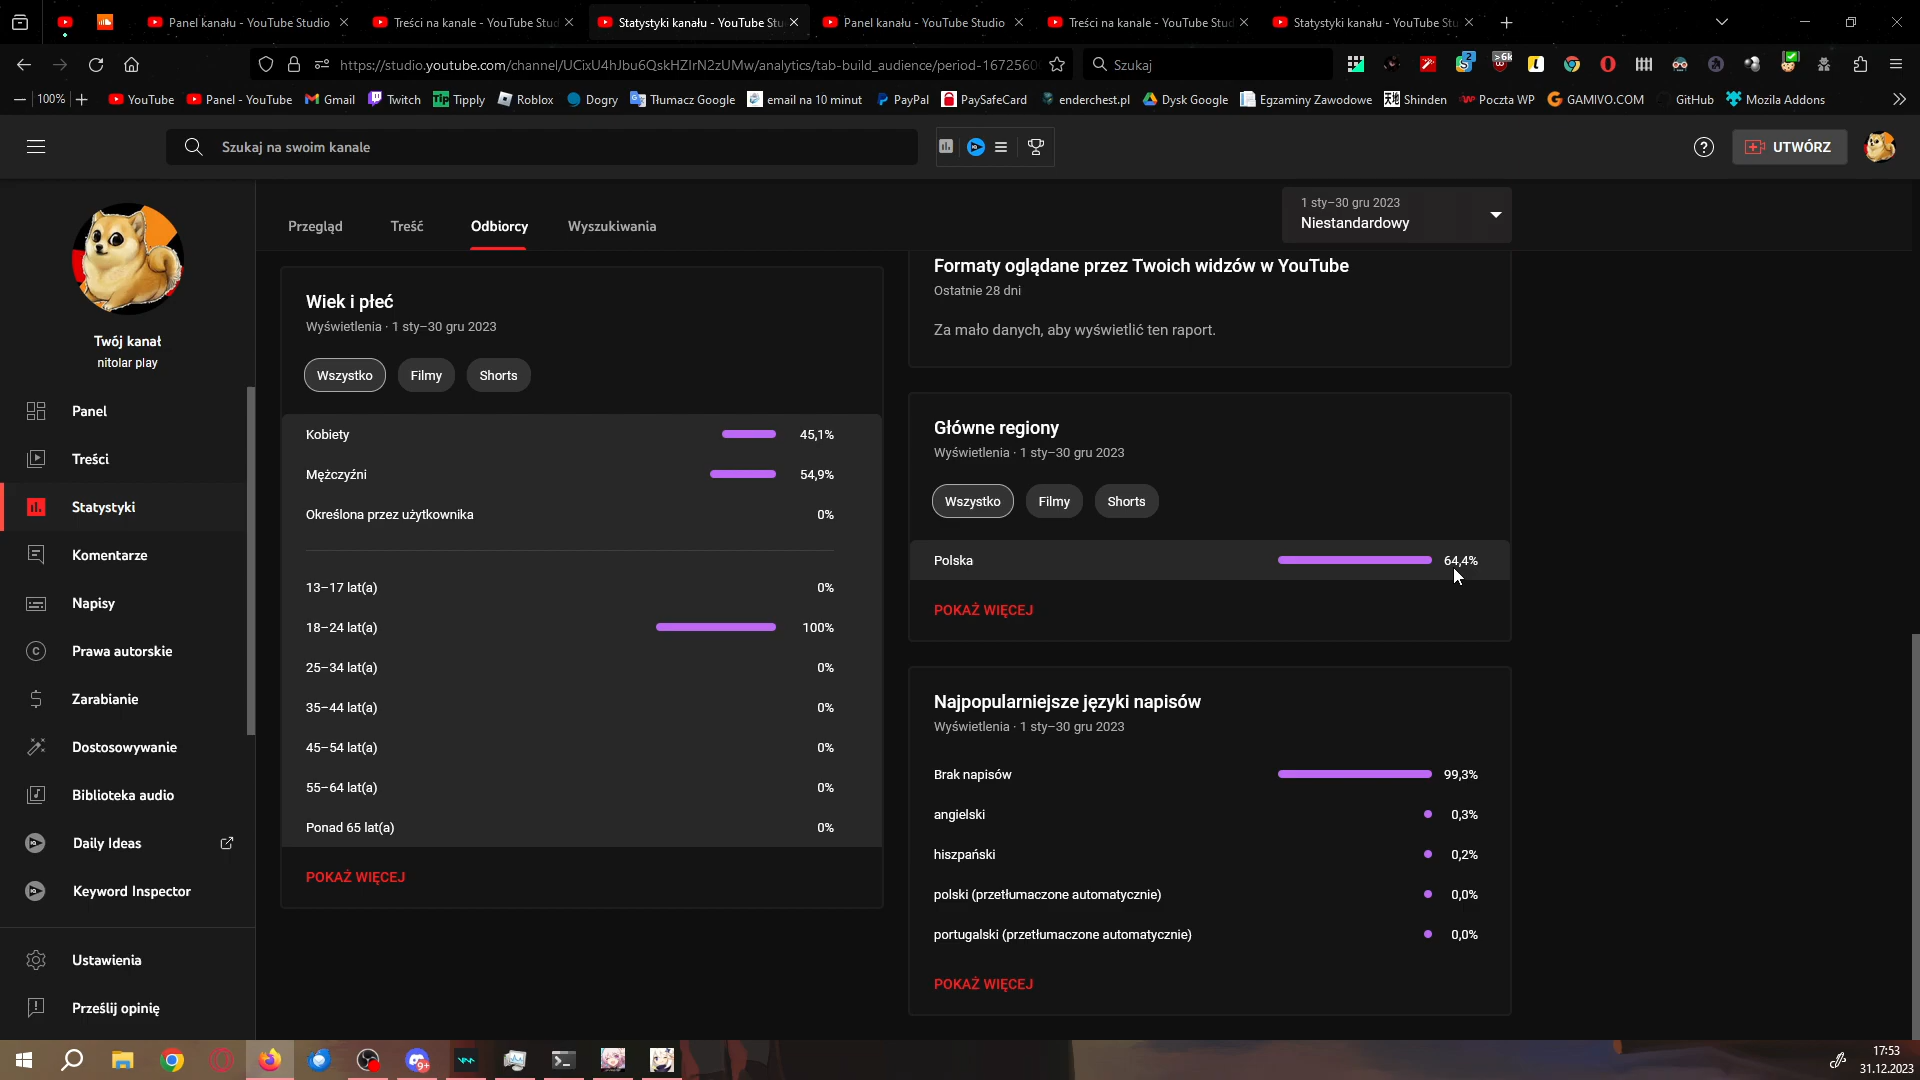 Panel kanału - YouTube Studio
Treści na kanale - YouTube Stud
Statystyki kanału - YouTube Stu
Panel kanału - YouTube Studio
Treści na kanale - YouTube Stud
Statystyki kanału - YouTube Stu
https://studio.youtube.com/channel/UCixU4hJbu6QskHZIrN2zUMw/analytics/tab-build_audience/period-1672560
Szukaj
2
>6k
100%
YouTube
Panel - YouTube
Gmail
Twitch
Tipply
Roblox
Dogry
Tłumacz Google
email na 10 minut
PayPal
PaySafeCard
enderchest.pl
Dysk Google
Egzaminy Zawodowe
Shinden
Poczta WP
GAMIVO.COM
GitHub
Mozila Addons
Szukaj na swoim kanale
UTWÓRZ
Twój kanał
nitolar play
Panel
Treści
Statystyki
Komentarze
Napisy
Prawa autorskie
Zarabianie
Dostosowywanie
Biblioteka audio
Daily Ideas
Keyword Inspector
Ustawienia
Prześlij opinię
Przegląd
Treść
Odbiorcy
Wyszukiwania
1 sty–30 gru 2023
Niestandardowy
Wiek i płeć
Wyświetlenia · 1 sty–30 gru 2023
Wszystko
Filmy
Shorts
Kobiety 45,1%
Mężczyźni 54,9%
Określona przez użytkownika 0%
13–17 lat(a) 0%
18–24 lat(a) 100%
25–34 lat(a) 0%
35–44 lat(a) 0%
45–54 lat(a) 0%
55–64 lat(a) 0%
Ponad 65 lat(a) 0%
POKAŻ WIĘCEJ
Formaty oglądane przez Twoich widzów w YouTube
Ostatnie 28 dni
Za mało danych, aby wyświetlić ten raport.
Główne regiony
Wyświetlenia · 1 sty–30 gru 2023
Wszystko
Filmy
Shorts
Polska 64,4%
POKAŻ WIĘCEJ
Najpopularniejsze języki napisów
Wyświetlenia · 1 sty–30 gru 2023
Brak napisów 99,3%
angielski 0,3%
hiszpański 0,2%
polski (przetłumaczone automatycznie) 0,0%
portugalski (przetłumaczone automatycznie) 0,0%
POKAŻ WIĘCEJ
9+
17:53
31.12.2023